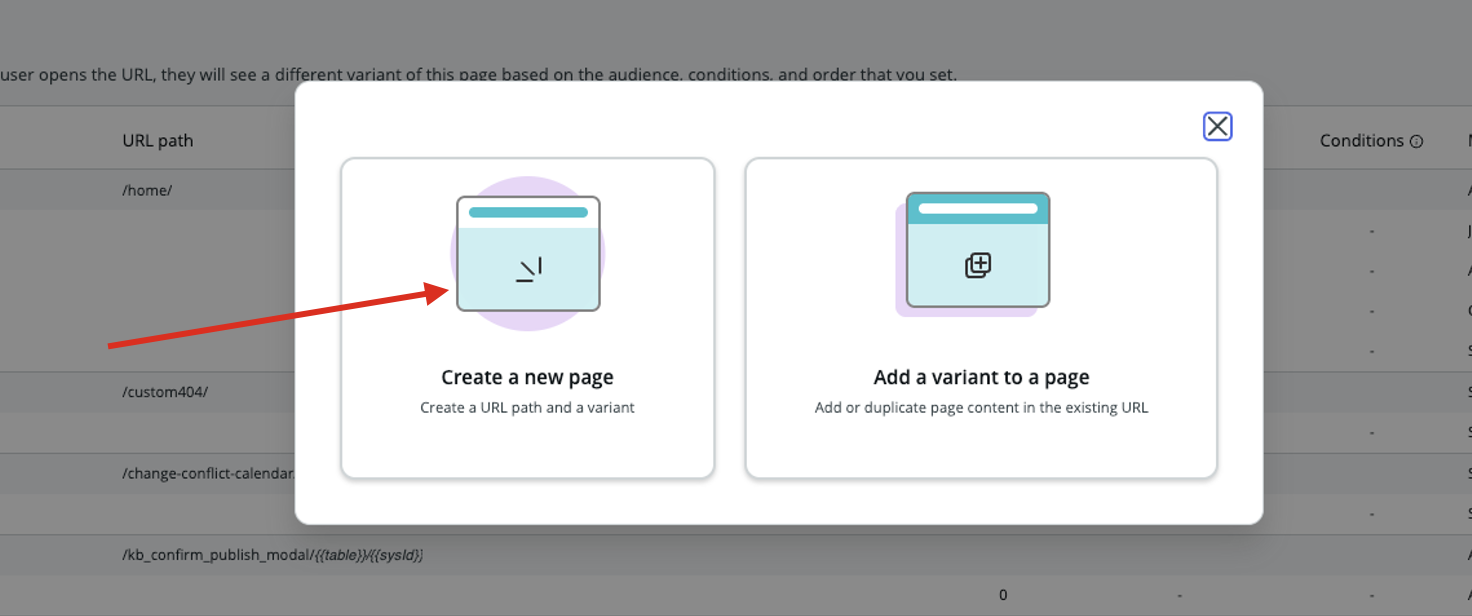 user opens the URL, they will see a different variant of this page based on the audience, conditions, and order that you set.
URL path
Conditions
/home/
-
-
-
-
Create a new page
Create a URL path and a variant
Add a variant to a page
Add or duplicate page content in the existing URL
/custom404/
-
/change-conflict-calendar
-
/kb_confirm_publish_modal/{{table}}/{{sysId}}
0 - -